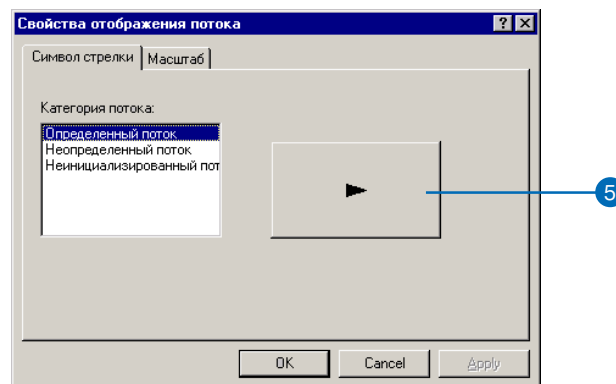 Свойства отображения потока
Символ стрелки Масштаб
Категория потока:
Определенный поток
Неопределенный поток
Неинициализированный пот
5
OK Cancel Apply